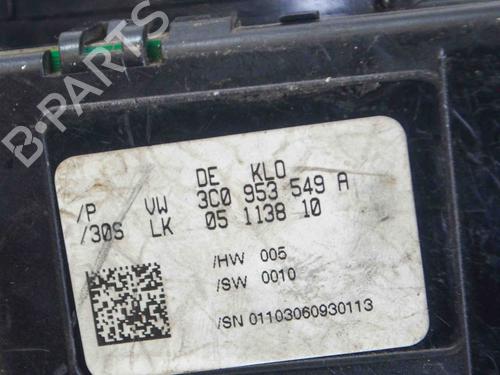 B-PARTS
DE KLO
/P VW 3C0 953 549 A
/30S LK 05 1138 10
/HW 005
/SW 0010
/SN 01103060930113